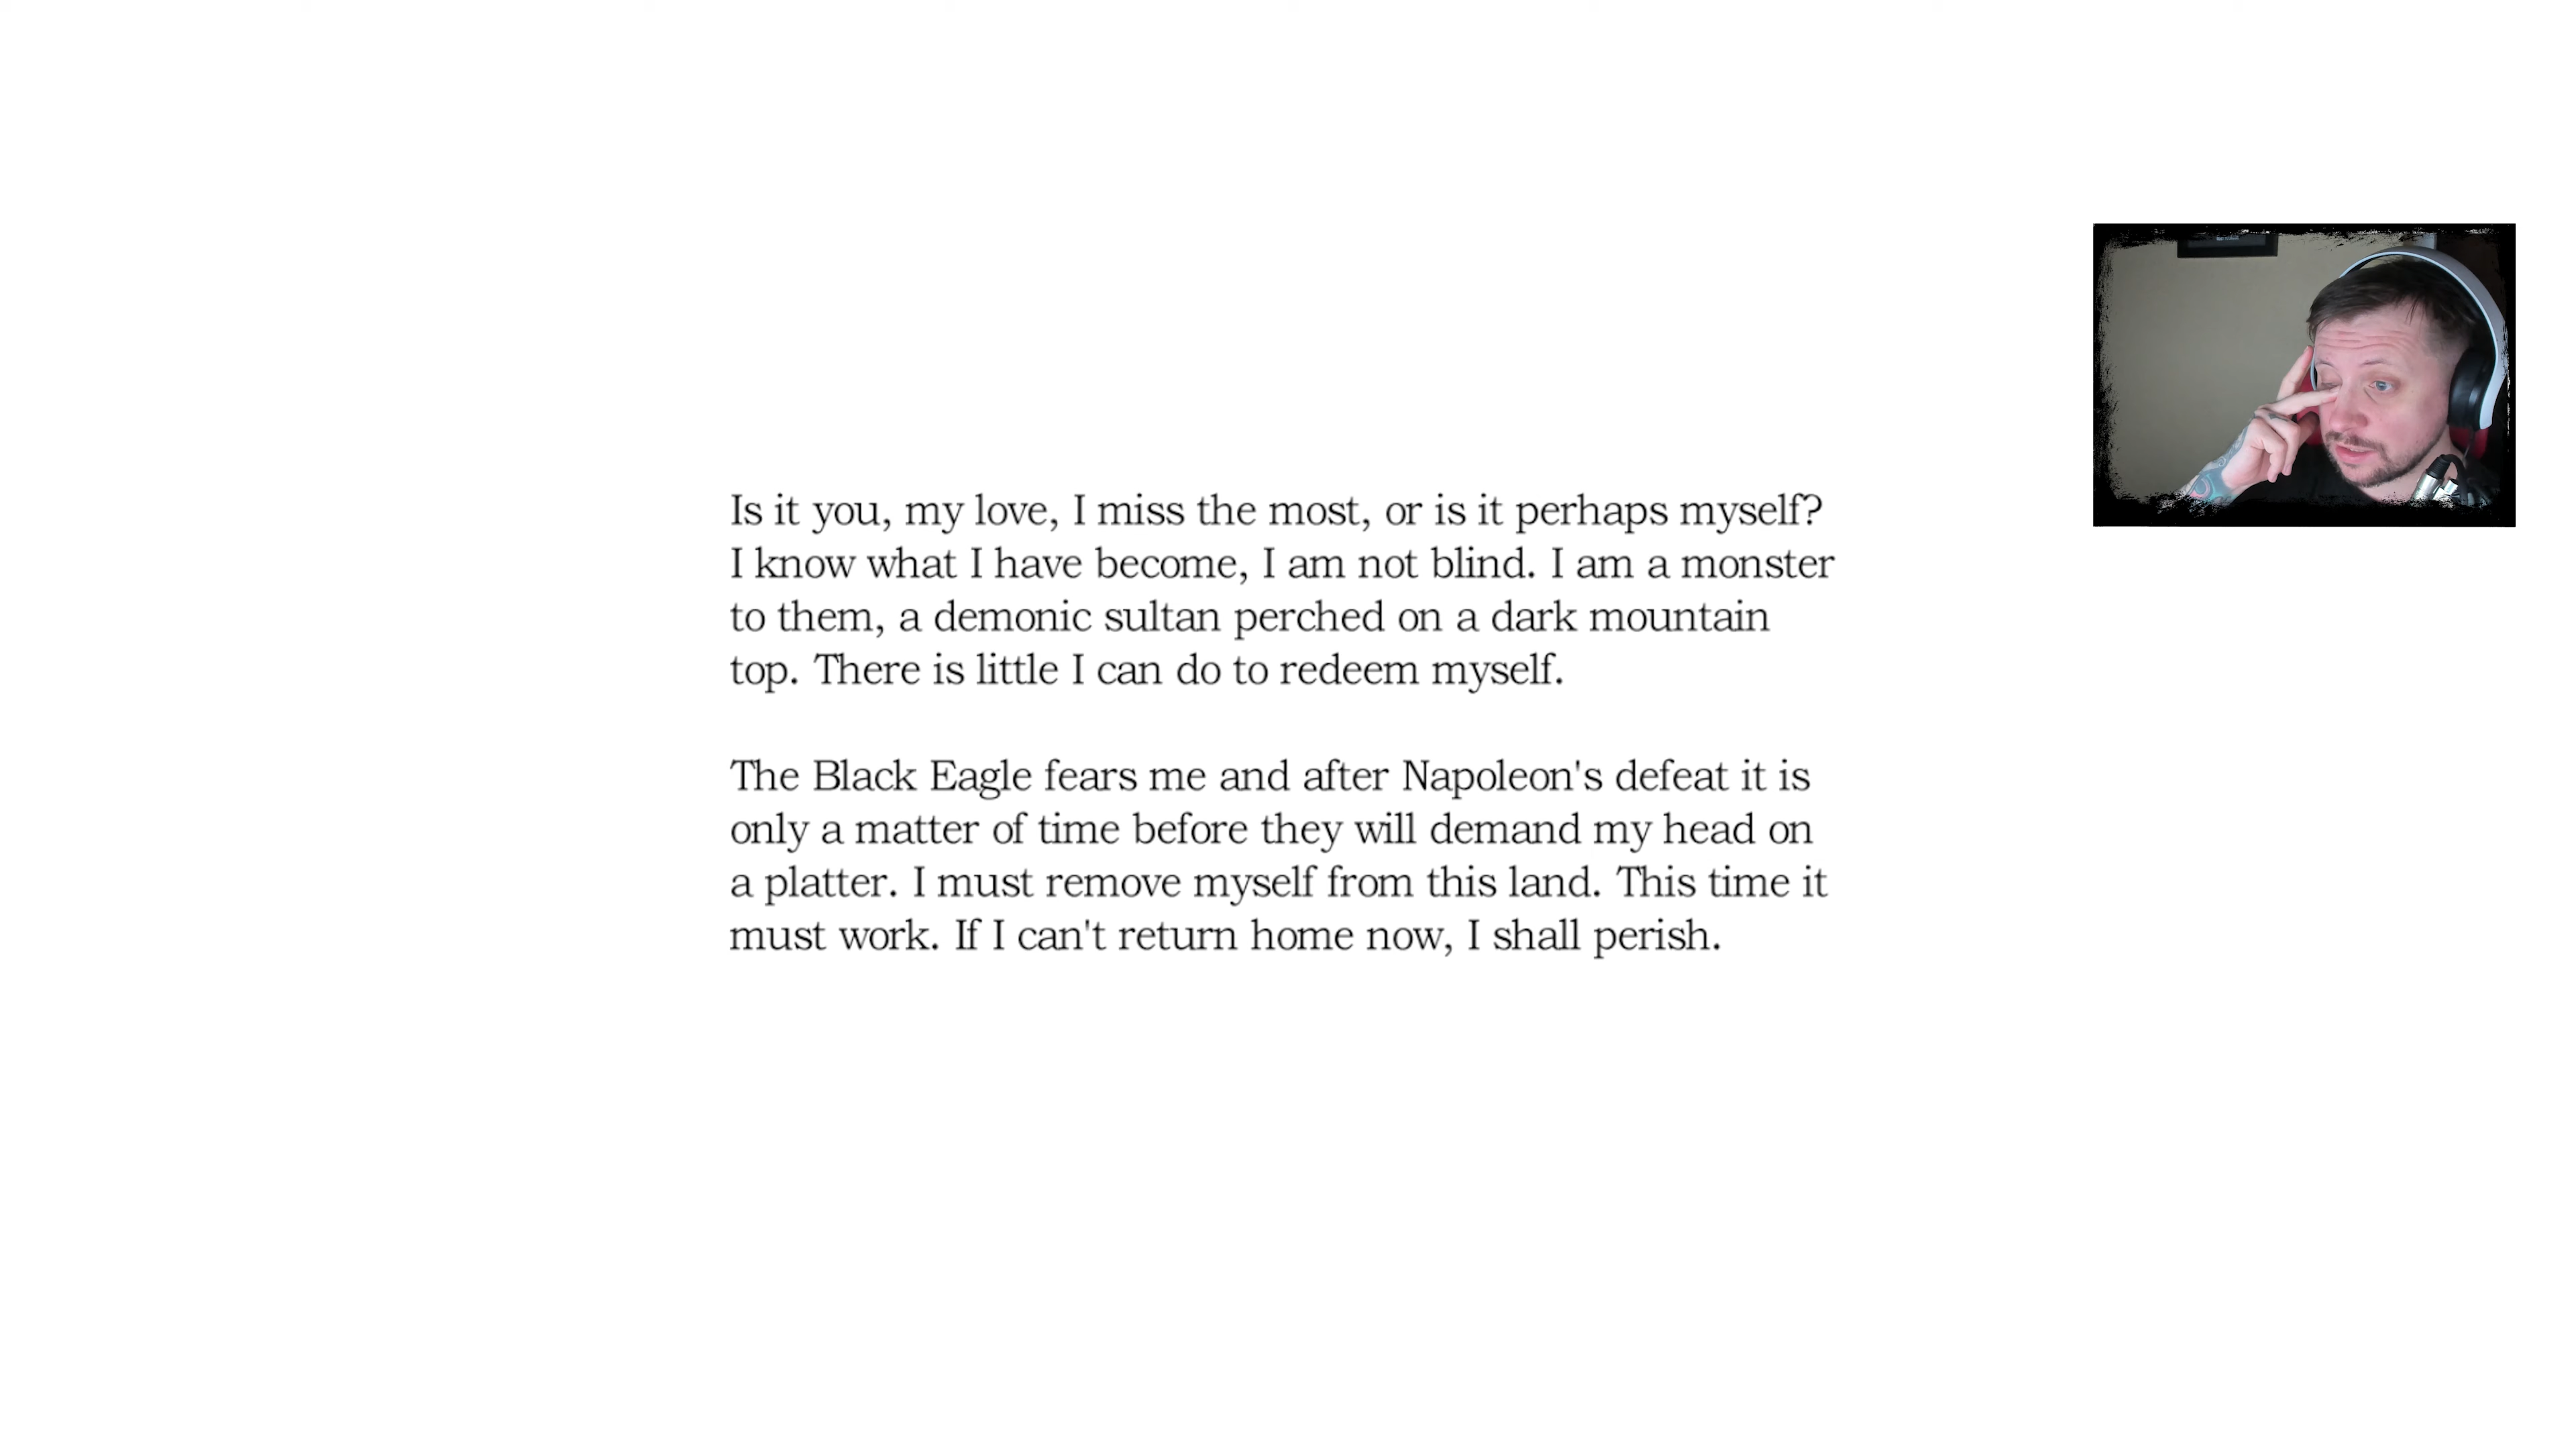 Is it you, my love, I miss the most, or is it perhaps myself?
I know what I have become, I am not blind. I am a monster
to them, a demonic sultan perched on a dark mountain
top. There is little I can do to redeem myself.
The Black Eagle fears me and after Napoleon's defeat it is
only a matter of time before they will demand my head on
a platter. I must remove myself from this land. This time it
must work. If I can't return home now, I shall perish.